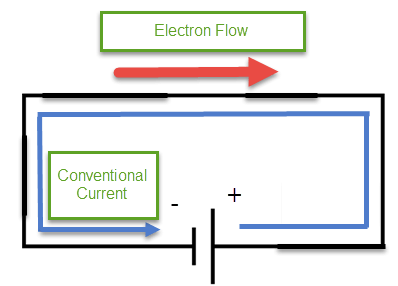 Electron Flow
Conventional
Current
- +